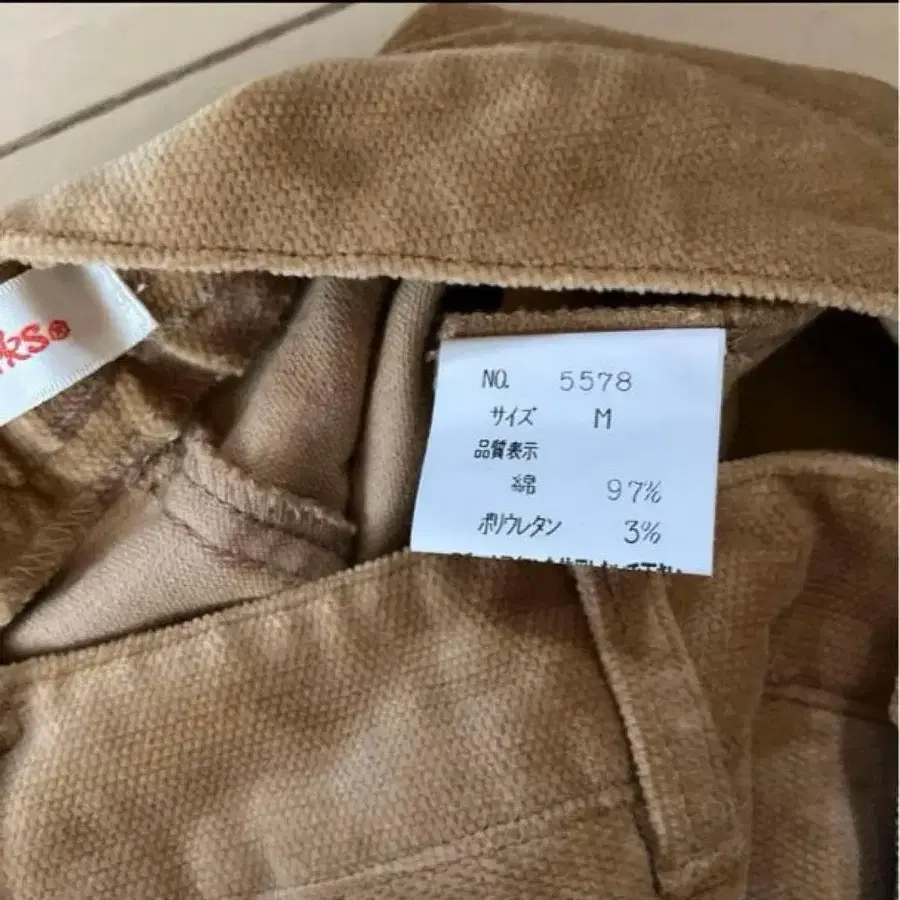 ks®
NO. 5578
サイズ M
品質表示
綿 97%
ポリウレタン 3%